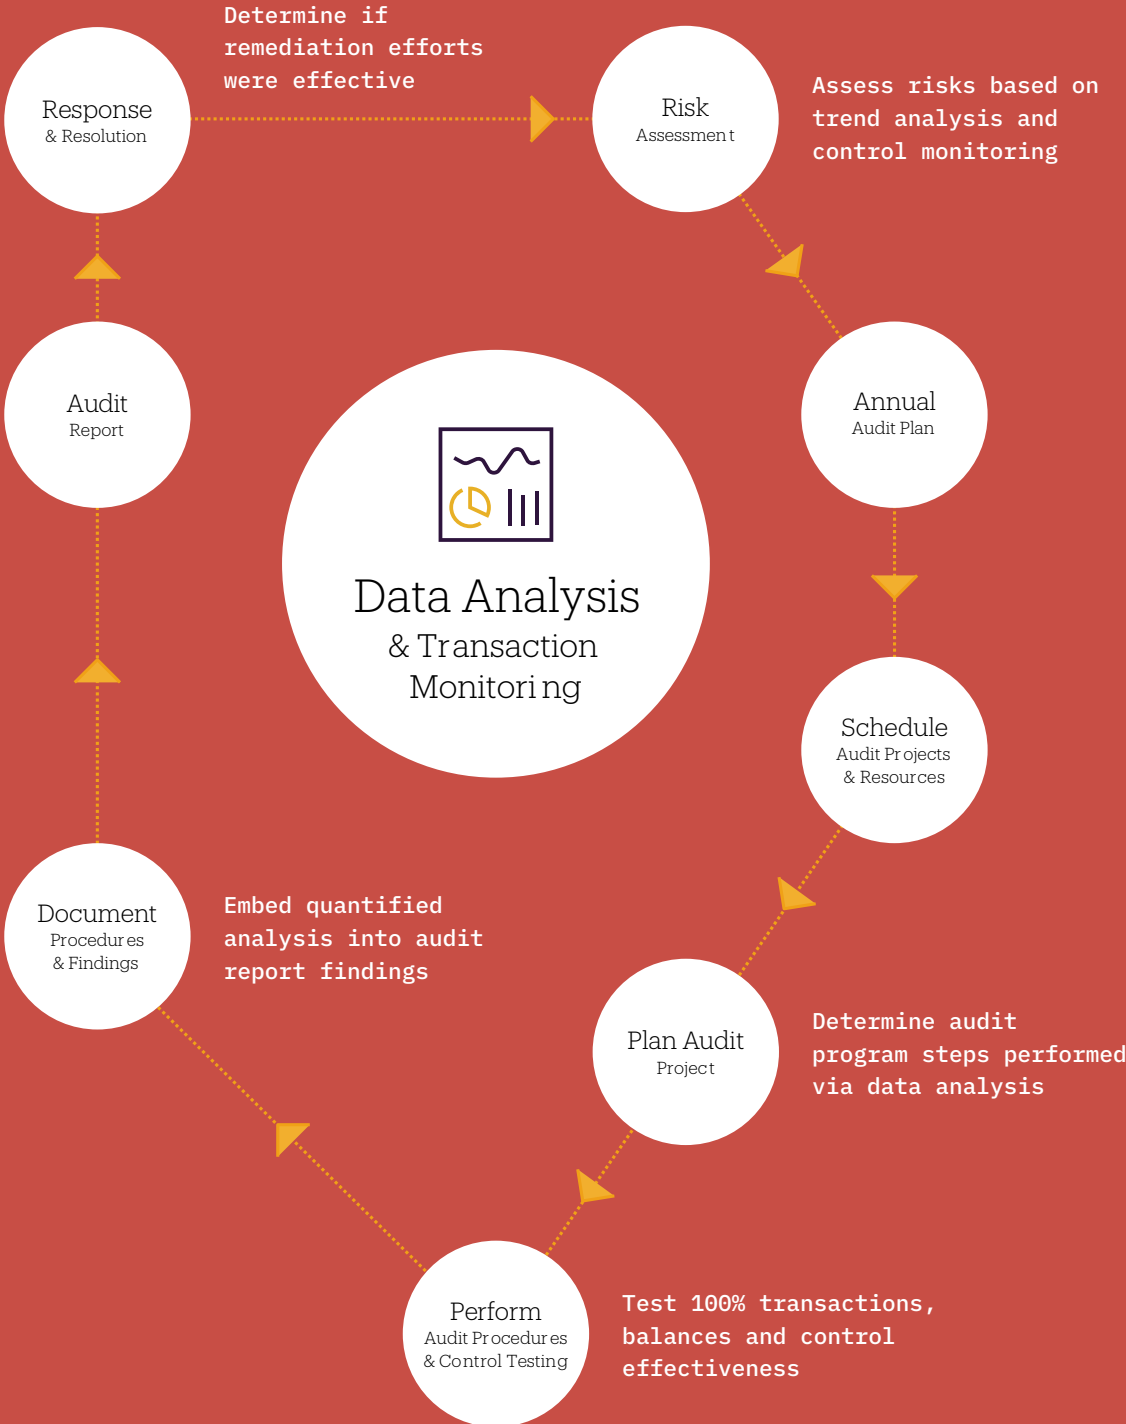 Determine if
remediation efforts
were effective
Response
& Resolution
Risk
Assessment
Assess risks based on
trend analysis and
control monitoring
Audit
Report
Annual
Audit Plan
Data Analysis
& Transaction
Monitoring
Schedule
Audit Projects
& Resources
Document
Procedures
& Findings
Embed quantified
analysis into audit
report findings
Plan Audit
Project
Determine audit
program steps performed
via data analysis
Perform
Audit Procedures
& Control Testing
Test 100% transactions,
balances and control
effectiveness